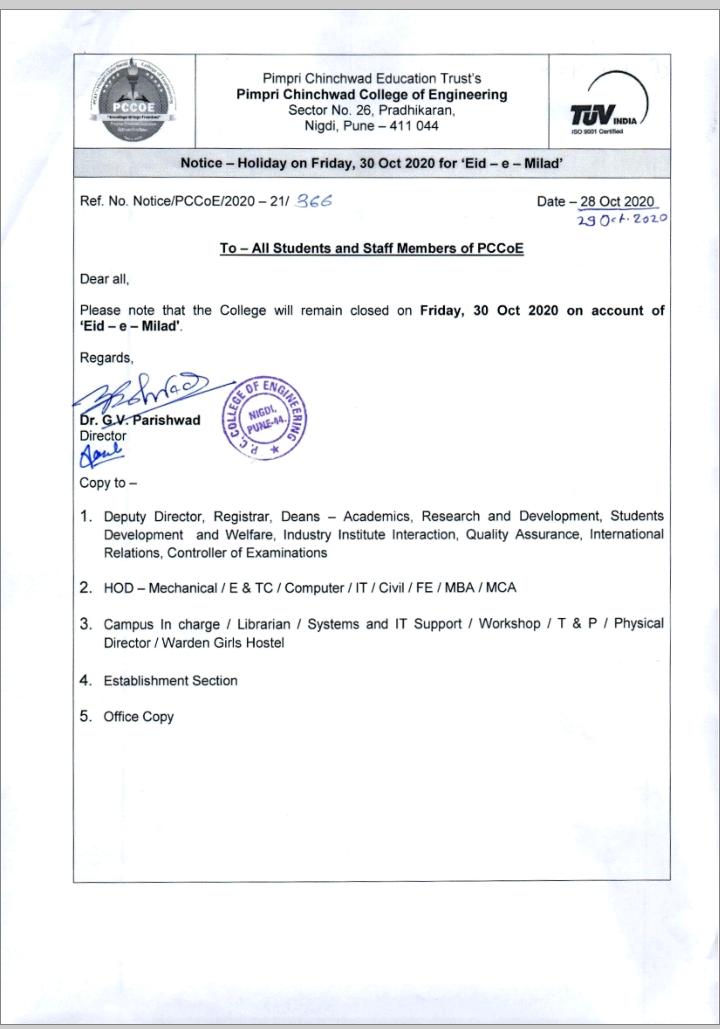 Pimpri Chinchwad Education Trust's
Pimpri Chinchwad College of Engineering
Sector No. 26, Pradhikaran,
Nigdi, Pune – 411 044
PCCOE
TÜV INDIA
ISO 9001 Certified
Notice – Holiday on Friday, 30 Oct 2020 for 'Eid – e – Milad'
Ref. No. Notice/PCCoE/2020 – 21/ 366
Date – 28 Oct 2020
29 Oct. 2020
To – All Students and Staff Members of PCCoE
Dear all,
Please note that the College will remain closed on Friday, 30 Oct 2020 on account of
'Eid – e – Milad'.
Regards,
Dr. G.V. Parishwad
Director
P. C. COLLEGE OF ENGINEERING
NIGDI,
PUNE-44.
Copy to –
1. Deputy Director, Registrar, Deans – Academics, Research and Development, Students
Development and Welfare, Industry Institute Interaction, Quality Assurance, International
Relations, Controller of Examinations
2. HOD – Mechanical / E & TC / Computer / IT / Civil / FE / MBA / MCA
3. Campus In charge / Librarian / Systems and IT Support / Workshop / T & P / Physical
Director / Warden Girls Hostel
4. Establishment Section
5. Office Copy